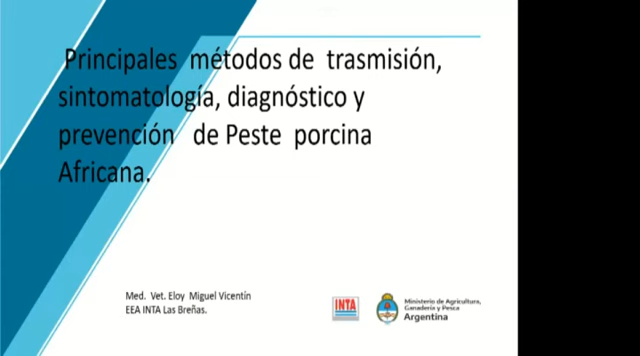 Principales métodos de trasmisión,
sintomatología, diagnóstico y
prevención de Peste porcina
Africana.
Med. Vet. Eloy Miguel Vicentín
EEA INTA Las Breñas.
INTA
Ministerio de Agricultura,
Ganadería y Pesca
Argentina